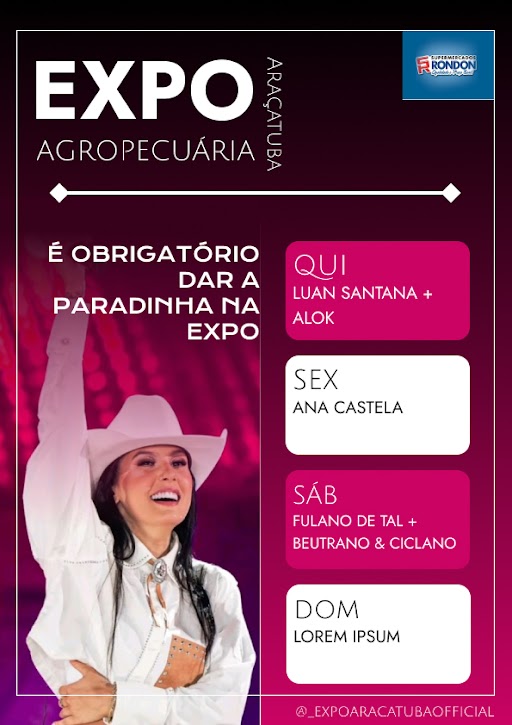 EXPO
AGROPECUÁRIA
ARAÇATUBA
SUPERMERCADOS
RONDON
É OBRIGATÓRIO
DAR A
PARADINHA NA
EXPO
QUI
LUAN SANTANA +
ALOK
SEX
ANA CASTELA
SÁB
FULANO DE TAL +
BEUTRANO & CICLANO
DOM
LOREM IPSUM
@_EXPOARACATUBAOFFICIAL